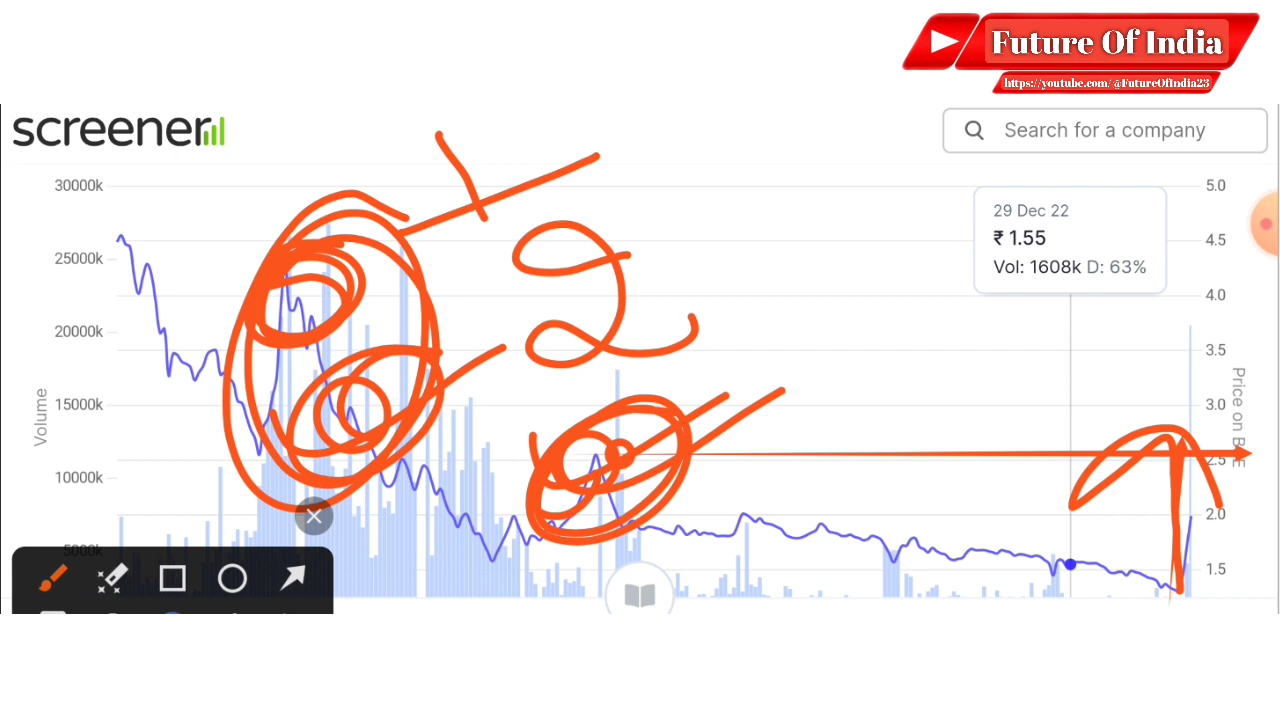 Future Of India
https://youtube.com/@FutureOfIndia23
screener
Search for a company
30000k
25000k
20000k
15000k
10000k
5000k
Volume
5.0
4.5
4.0
3.5
3.0
2.5
2.0
1.5
Price on BSE
29 Dec 22
₹ 1.55
Vol: 1608k D: 63%
2